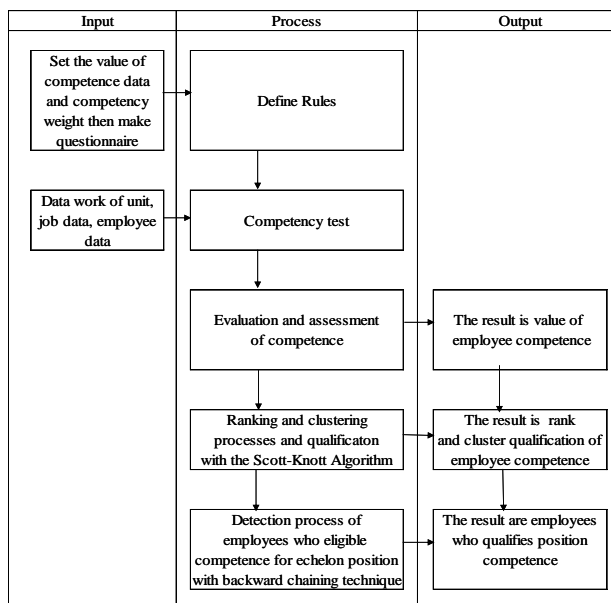 Input
Process
Output
Set the value of
competence data
and competency
weight then make
questionnaire
Define Rules
Data work of unit,
job data, employee
data
Competency test
Evaluation and assessment
of competence
The result is value of
employee competence
Ranking and clustering
processes and qualificaton
with the Scott-Knott Algorithm
The result is rank
and cluster qualification of
employee competence
Detection process of
employees who eligible
competence for echelon position
with backward chaining technique
The result are employees
who qualifies position
competence